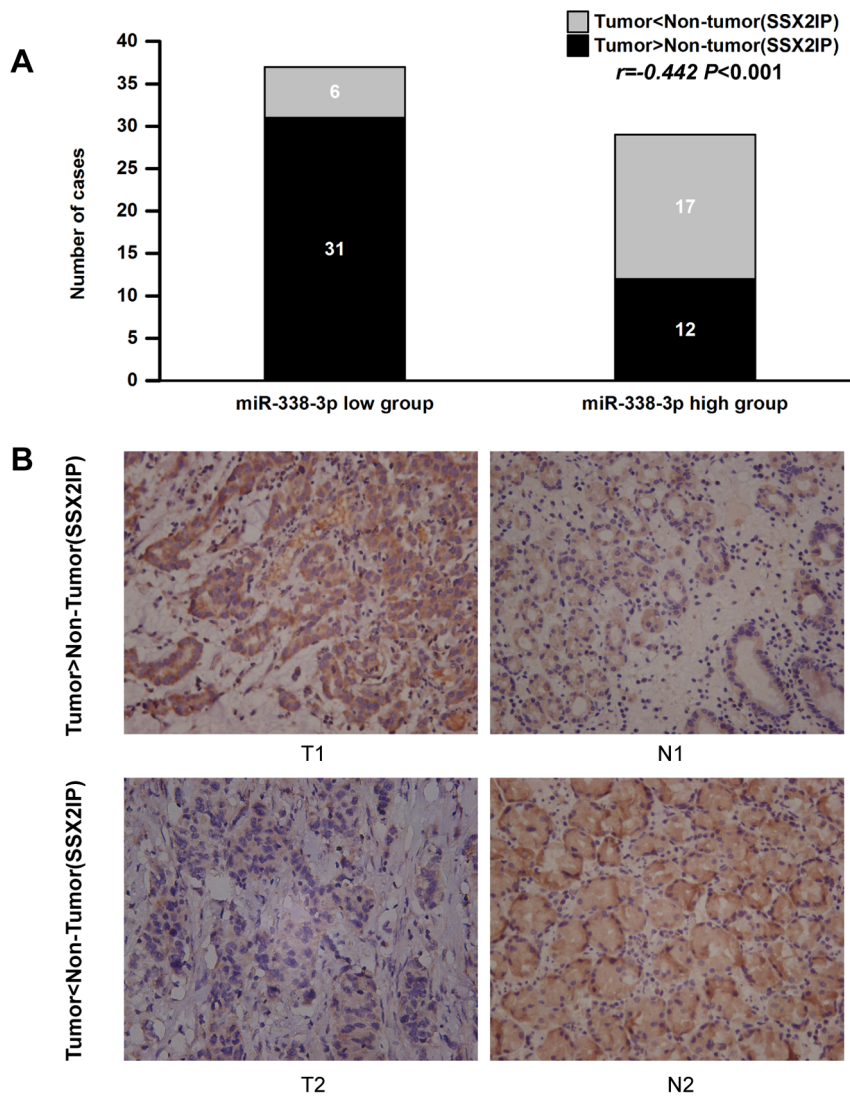 A
Tumor<Non-tumor(SSX2IP)
Tumor>Non-tumor(SSX2IP)
r=-0.442 P<0.001
40
35
30
25
20
15
10
5
0
Number of cases
6
31
17
12
miR-338-3p low group
miR-338-3p high group
B
Tumor>Non-Tumor(SSX2IP)
T1
N1
Tumor<Non-Tumor(SSX2IP)
T2
N2